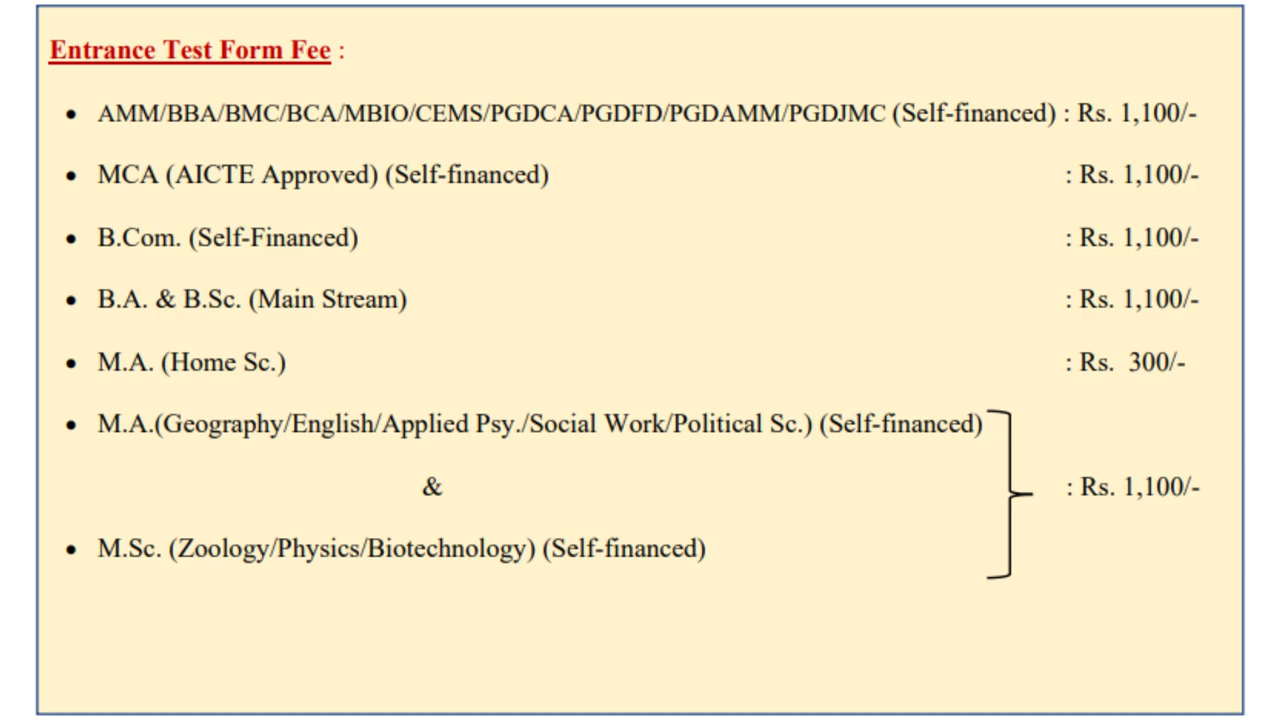 Entrance Test Form Fee :
• AMM/BBA/BMC/BCA/MBIO/CEMS/PGDCA/PGDFD/PGDAMM/PGDJMC (Self-financed) : Rs. 1,100/-
• MCA (AICTE Approved) (Self-financed) : Rs. 1,100/-
• B.Com. (Self-Financed) : Rs. 1,100/-
• B.A. & B.Sc. (Main Stream) : Rs. 1,100/-
• M.A. (Home Sc.) : Rs. 300/-
• M.A.(Geography/English/Applied Psy./Social Work/Political Sc.) (Self-financed)
& : Rs. 1,100/-
• M.Sc. (Zoology/Physics/Biotechnology) (Self-financed)